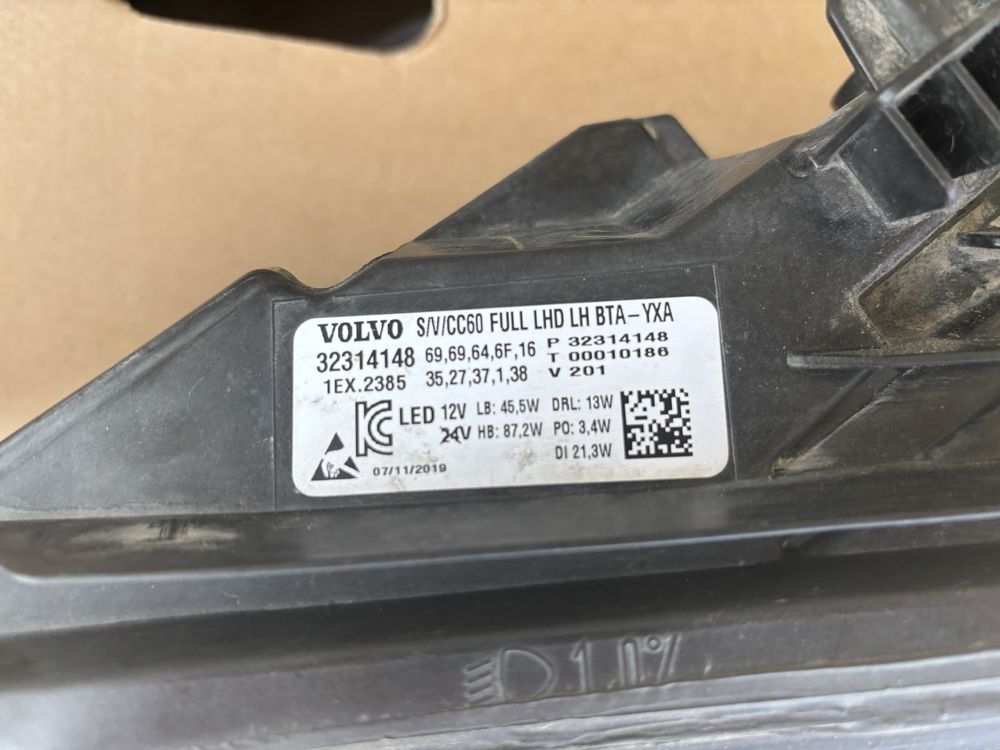 VOLVO S/V/CC60 FULL LHD LH BTA-YXA
32314148 69,69,64,6F,16 P 32314148
T 00010186
1EX.2385 35,27,37,1,38 V 201
LED 12V LB: 45,5W DRL: 13W
24V HB: 87,2W PO: 3,4W
DI 21,3W
07/11/2019
1.0%